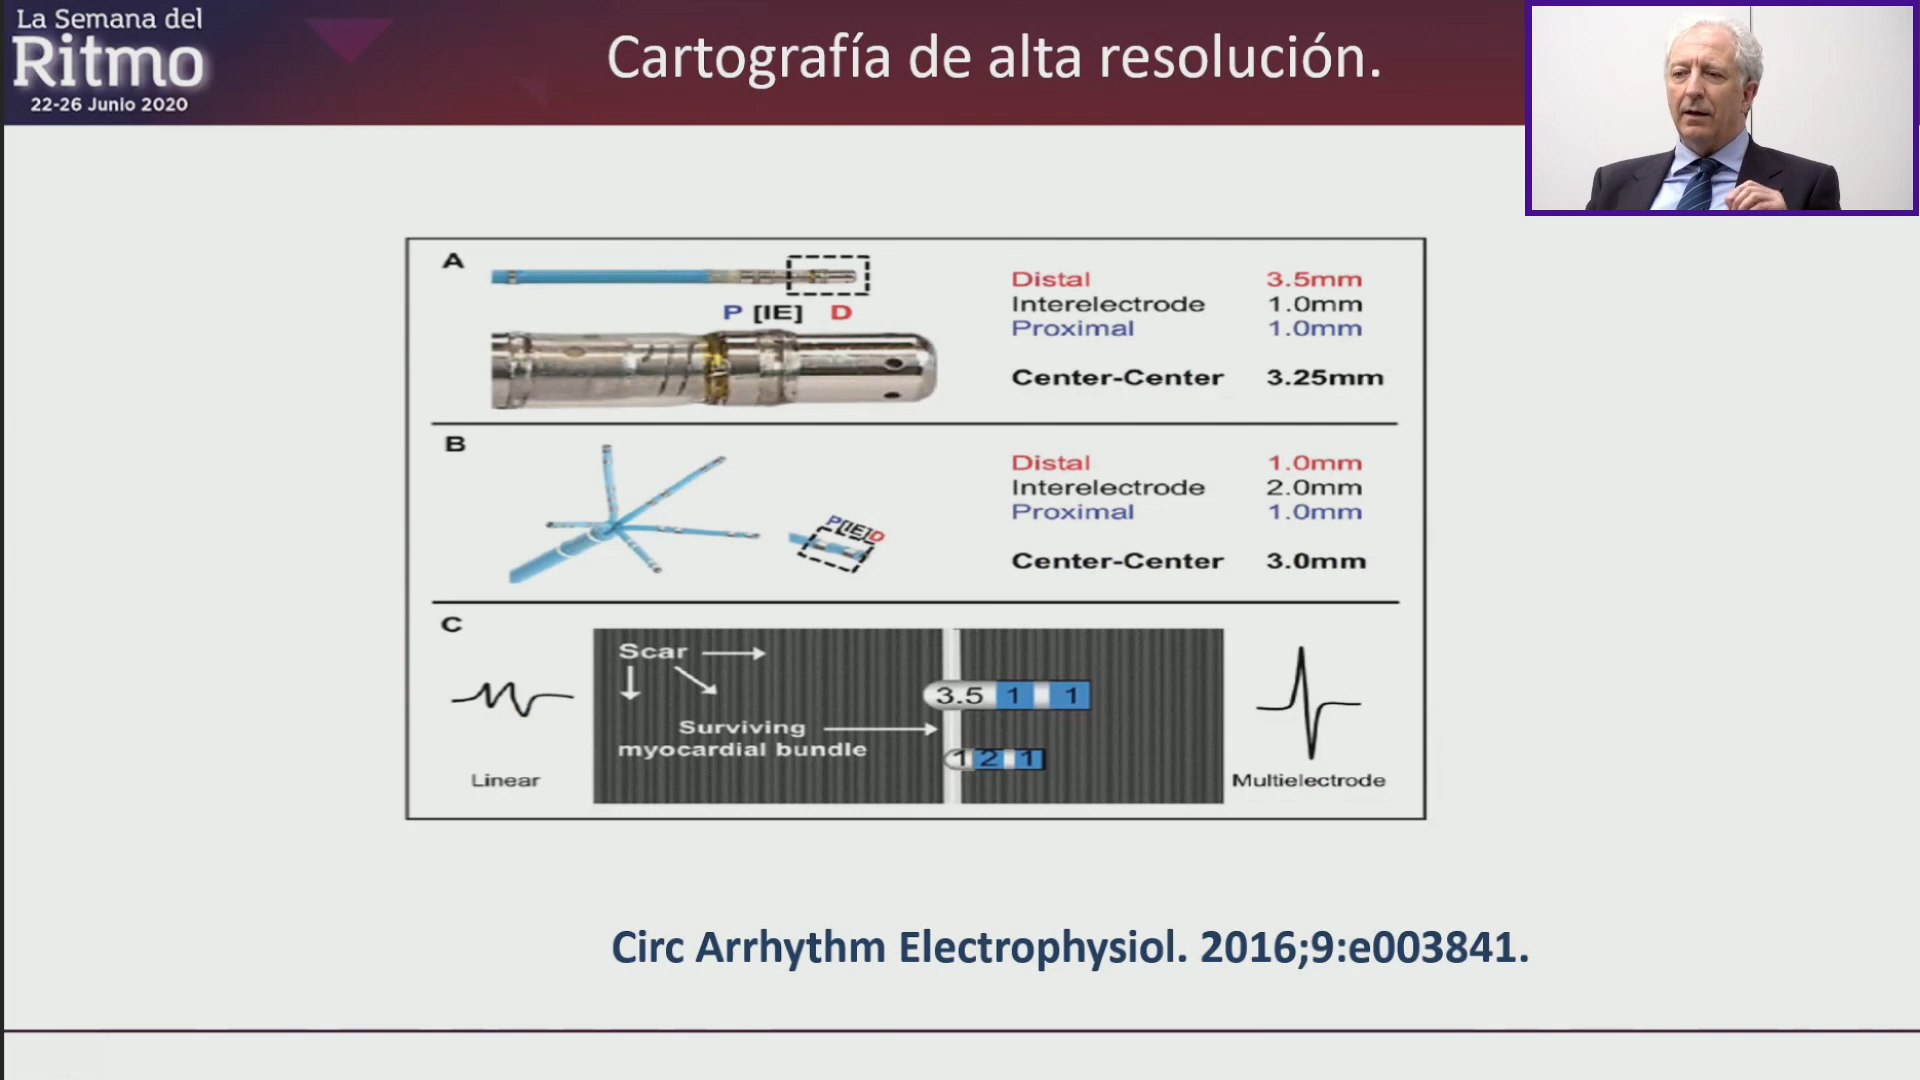 La Semana del
Ritmo
22-26 Junio 2020
Cartografía de alta resolución.
A
P [IE] D
Distal 3.5mm
Interelectrode 1.0mm
Proximal 1.0mm
Center-Center 3.25mm
B
P[IE]D
Distal 1.0mm
Interelectrode 2.0mm
Proximal 1.0mm
Center-Center 3.0mm
C
Scar
Surviving
myocardial bundle
3.5 1 1
1 2 1
Linear
Multielectrode
Circ Arrhythm Electrophysiol. 2016;9:e003841.